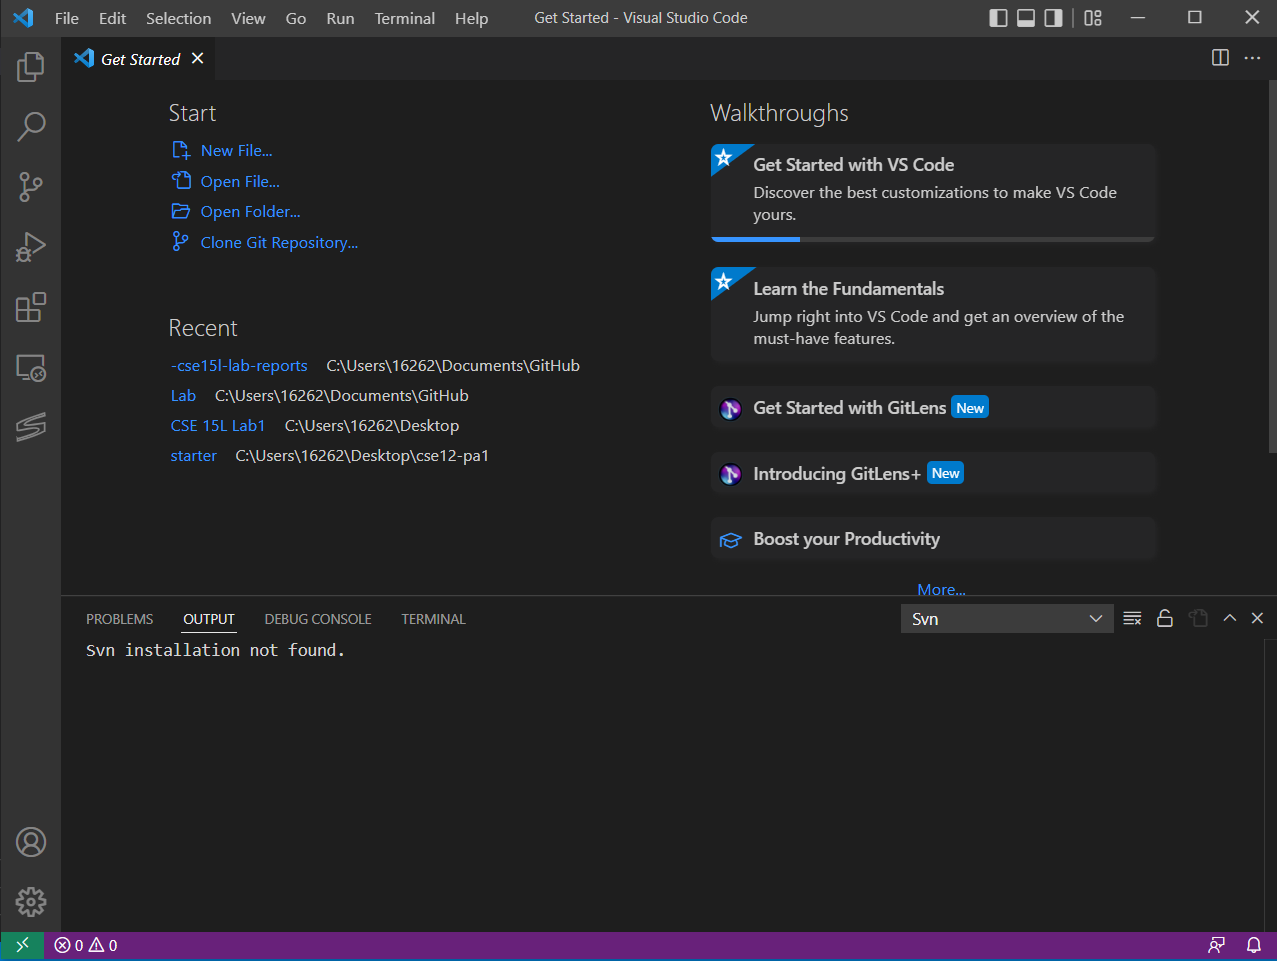 File Edit Selection View Go Run Terminal Help Get Started - Visual Studio Code
Get Started
Start
New File...
Open File...
Open Folder...
Clone Git Repository...
Recent
-cse15l-lab-reports C:\Users\16262\Documents\GitHub
Lab C:\Users\16262\Documents\GitHub
CSE 15L Lab1 C:\Users\16262\Desktop
starter C:\Users\16262\Desktop\cse12-pa1
Walkthroughs
Get Started with VS Code
Discover the best customizations to make VS Code
yours.
Learn the Fundamentals
Jump right into VS Code and get an overview of the
must-have features.
Get Started with GitLens New
Introducing GitLens+ New
Boost your Productivity
More...
PROBLEMS OUTPUT DEBUG CONSOLE TERMINAL Svn
Svn installation not found.
0 0